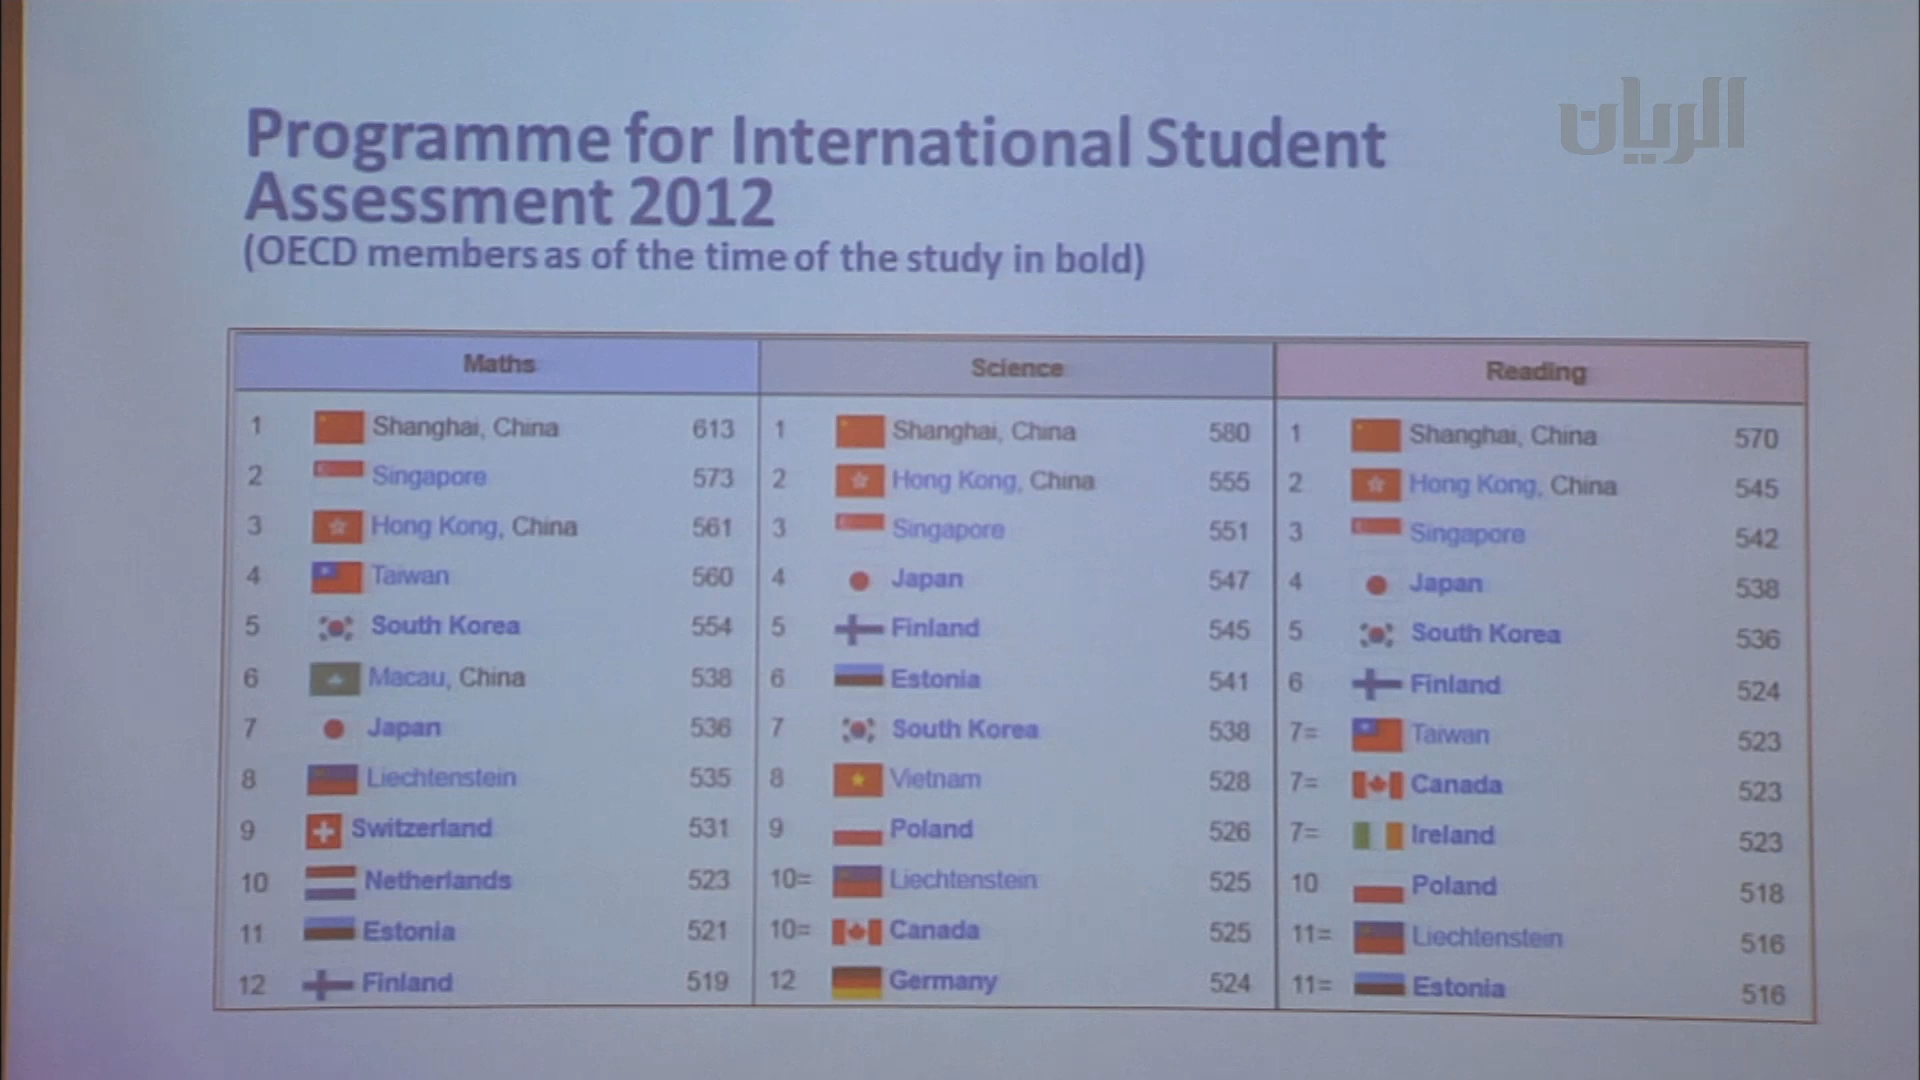 الريان
Programme for International Student
Assessment 2012
(OECD members as of the time of the study in bold)
Maths Science Reading
1 Shanghai, China 613 1 Shanghai, China 580 1 Shanghai, China 570
2 Singapore 573 2 Hong Kong, China 555 2 Hong Kong, China 545
3 Hong Kong, China 561 3 Singapore 551 3 Singapore 542
4 Taiwan 560 4 Japan 547 4 Japan 538
5 South Korea 554 5 Finland 545 5 South Korea 536
6 Macau, China 538 6 Estonia 541 6 Finland 524
7 Japan 536 7 South Korea 538 7= Taiwan 523
8 Liechtenstein 535 8 Vietnam 528 7= Canada 523
9 Switzerland 531 9 Poland 526 7= Ireland 523
10 Netherlands 523 10= Liechtenstein 525 10 Poland 518
11 Estonia 521 10= Canada 525 11= Liechtenstein 516
12 Finland 519 12 Germany 524 11= Estonia 516